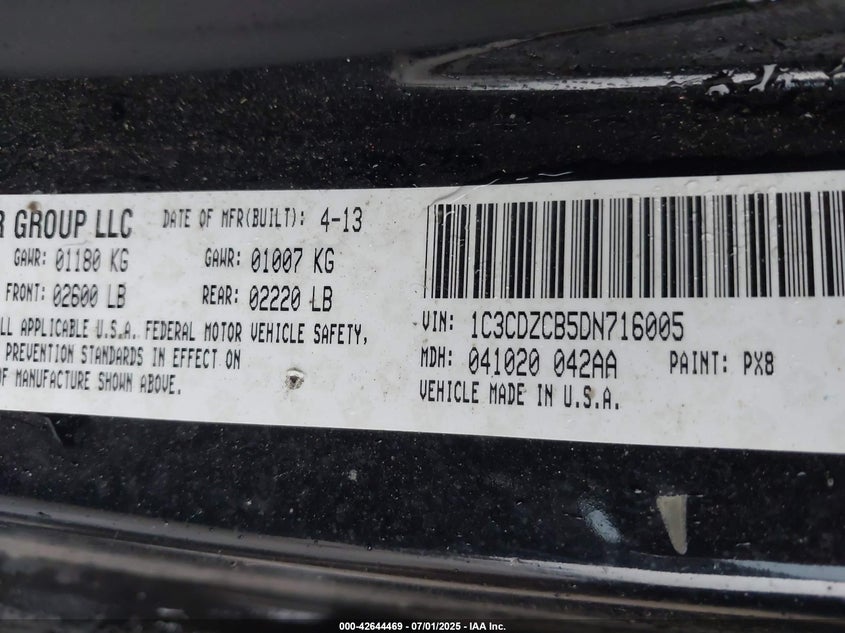 R GROUP LLC DATE OF MFR(BUILT): 4-13
GAWR: 01180 KG GAWR: 01007 KG
FRONT: 02600 LB REAR: 02220 LB
LL APPLICABLE U.S.A. FEDERAL MOTOR VEHICLE SAFETY,
PREVENTION STANDARDS IN EFFECT ON
OF MANUFACTURE SHOWN ABOVE.
VIN: 1C3CDZCB5DN716005
MDH: 041020 042AA PAINT: PX8
VEHICLE MADE IN U.S.A.
000-42644469 - 07/01/2025 - IAA Inc.